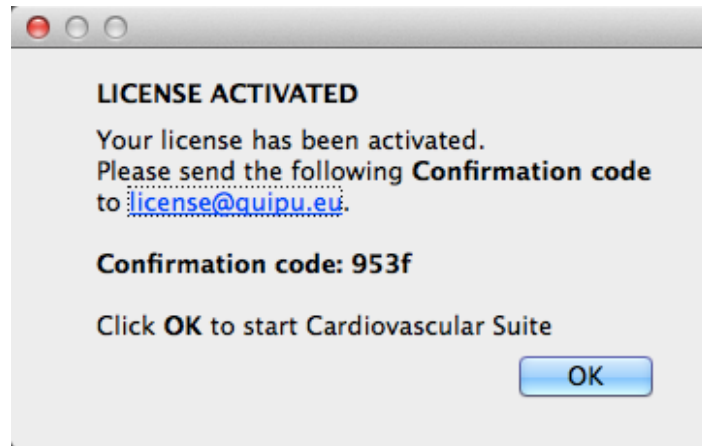 LICENSE ACTIVATED
Your license has been activated.
Please send the following Confirmation code
to license@quipu.eu.
Confirmation code: 953f
Click OK to start Cardiovascular Suite
OK